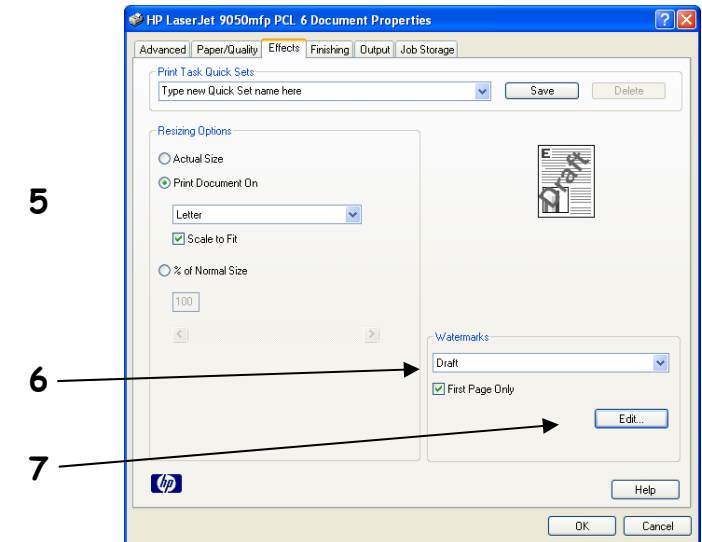 HP LaserJet 9050mfp PCL 6 Document Properties
Advanced Paper/Quality Effects Finishing Output Job Storage
Print Task Quick Sets
Type new Quick Set name here Save Delete
Resizing Options
Actual Size
Print Document On
5
Letter
Scale to Fit
% of Normal Size
100
E
Draft
Watermarks
6
Draft
First Page Only
Edit...
7
hp
Help
OK Cancel